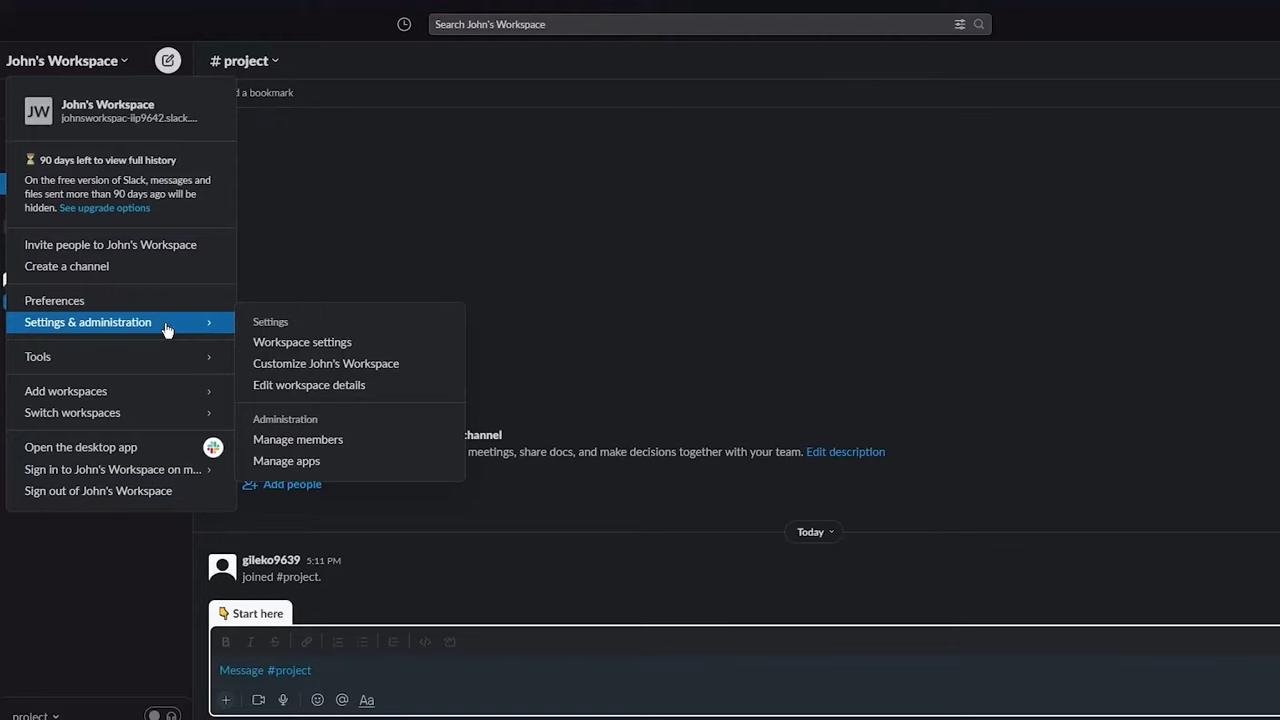 Search John's Workspace
John's Workspace
# project
d a bookmark
JW
John's Workspace
johnsworkspac-iip9642.slack....
90 days left to view full history
On the free version of Slack, messages and
files sent more than 90 days ago will be
hidden. See upgrade options
Invite people to John's Workspace
Create a channel
Preferences
Settings & administration
Tools
Add workspaces
Switch workspaces
Open the desktop app
Sign in to John's Workspace on m...
Sign out of John's Workspace
Settings
Workspace settings
Customize John's Workspace
Edit workspace details
Administration
Manage members
Manage apps
channel
meetings, share docs, and make decisions together with your team. Edit description
Add people
Today
gileko9639 5:11 PM
joined #project.
Start here
B I S
Message #project
Aa
project